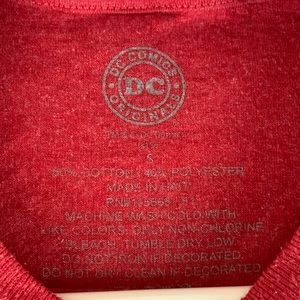 DC COMICS
DC
ORIGINALS
S
60% COTTON / 40% POLYESTER
MADE IN HAITI
MACHINE WASH COLD WITH
LIKE COLORS. ONLY NON-CHLORINE
BLEACH. TUMBLE DRY LOW.
DO NOT IRON IF DECORATED.
DO NOT DRY CLEAN IF DECORATED.